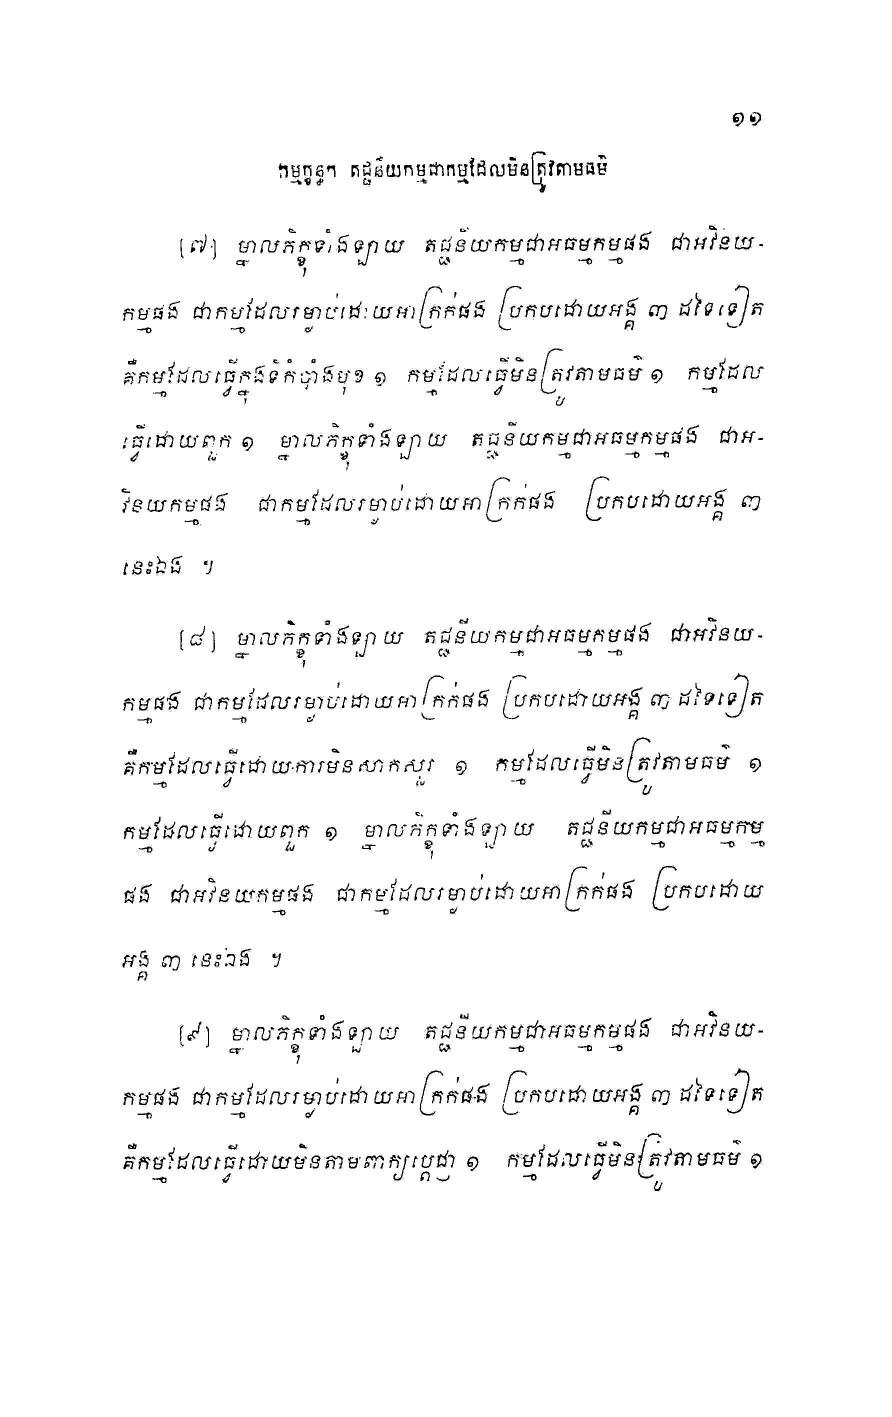 ១១
កម្មក្ខន្ធ។ តជ្ជនីយកម្មជាកម្មដែលមិនត្រូវតាមធម៌
[៧] ម្នាលភិក្ខុទាំងឡាយ តជ្ជនីយកម្មជាអធម្មកម្មផង ជាអវិនយ-
កម្មផង ជាកម្មដែលរម្ងាប់ដោយអាក្រក់ផង ប្រកបដោយអង្គ ៣ ដទៃទៀត
គឺកម្មដែលធ្វើក្នុងទីកំបាំងមុខ ១ កម្មដែលធ្វើមិនត្រូវតាមធម៌ ១ កម្មដែល
ធ្វើដោយពួក ១ ម្នាលភិក្ខុទាំងឡាយ តជ្ជនីយកម្មជាអធម្មកម្មផង ជាអ-
វិនយកម្មផង ជាកម្មដែលរម្ងាប់ដោយអាក្រក់ផង ប្រកបដោយអង្គ ៣
នេះឯង ។
[៨] ម្នាលភិក្ខុទាំងឡាយ តជ្ជនីយកម្មជាអធម្មកម្មផង ជាអវិនយ-
កម្មផង ជាកម្មដែលរម្ងាប់ដោយអាក្រក់ផង ប្រកបដោយអង្គ ៣ ដទៃទៀត
គឺកម្មដែលធ្វើដោយការមិនសាកសួរ ១ កម្មដែលធ្វើមិនត្រូវតាមធម៌ ១
កម្មដែលធ្វើដោយពួក ១ ម្នាលភិក្ខុទាំងឡាយ តជ្ជនីយកម្មជាអធម្មកម្ម
ផង ជាអវិនយកម្មផង ជាកម្មដែលរម្ងាប់ដោយអាក្រក់ផង ប្រកបដោយ
អង្គ ៣ នេះឯង ។
[៩] ម្នាលភិក្ខុទាំងឡាយ តជ្ជនីយកម្មជាអធម្មកម្មផង ជាអវិនយ-
កម្មផង ជាកម្មដែលរម្ងាប់ដោយអាក្រក់ផង ប្រកបដោយអង្គ ៣ ដទៃទៀត
គឺកម្មដែលធ្វើដោយមិនតាមពាក្យប្តេជ្ញា ១ កម្មដែលធ្វើមិនត្រូវតាមធម៌ ១